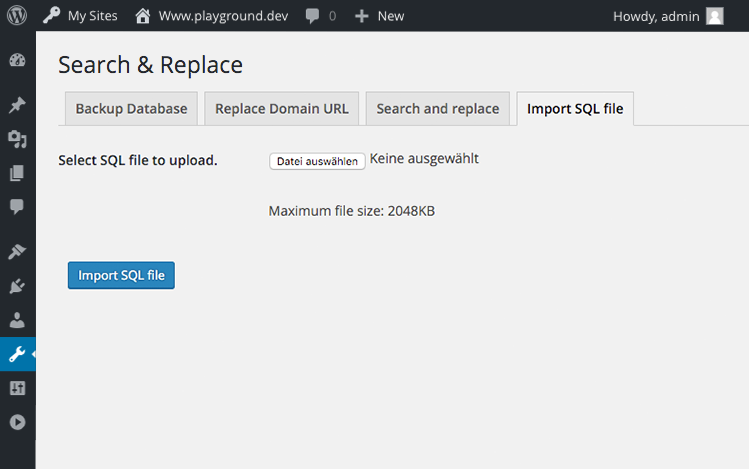 My Sites Www.playground.dev 0 New Howdy, admin
Search & Replace
Backup Database Replace Domain URL Search and replace Import SQL file
Select SQL file to upload. Datei auswählen Keine ausgewählt
Maximum file size: 2048KB
Import SQL file